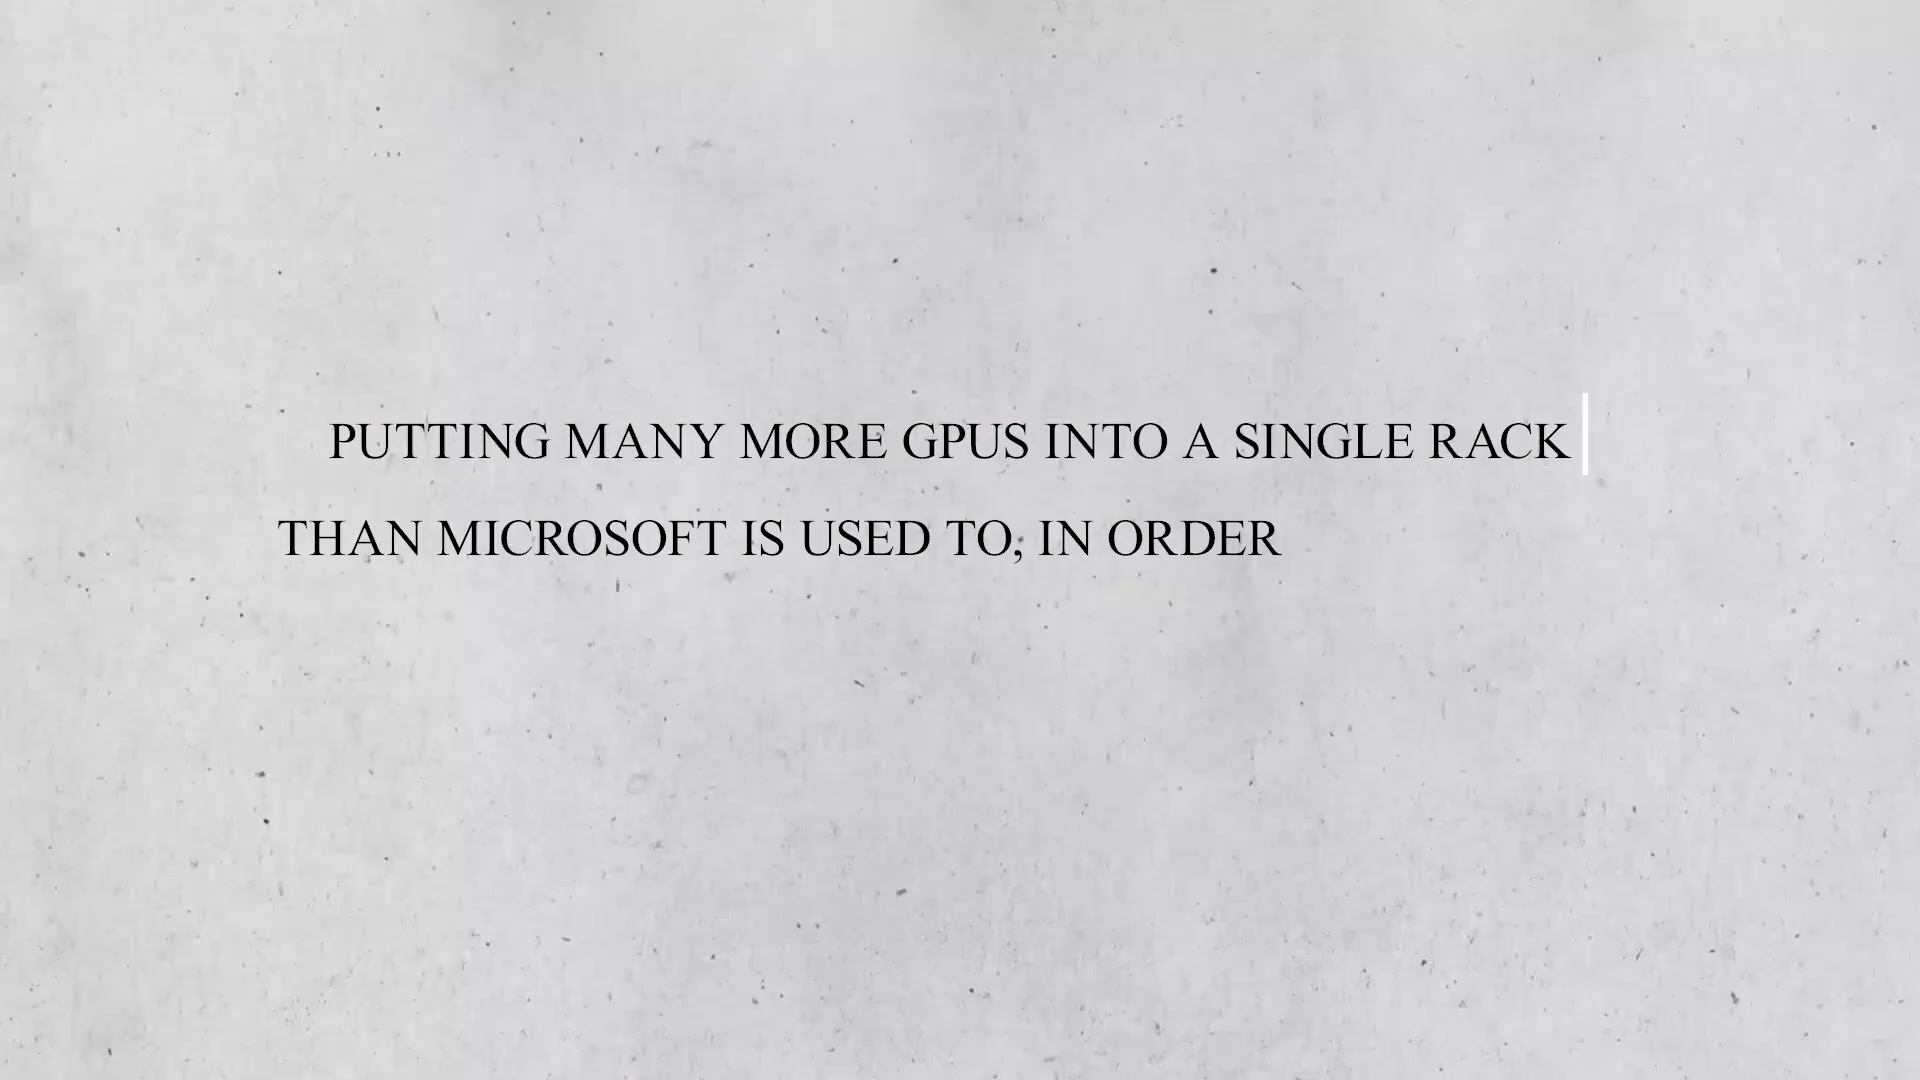 PUTTING MANY MORE GPUS INTO A SINGLE RACK
THAN MICROSOFT IS USED TO, IN ORDER